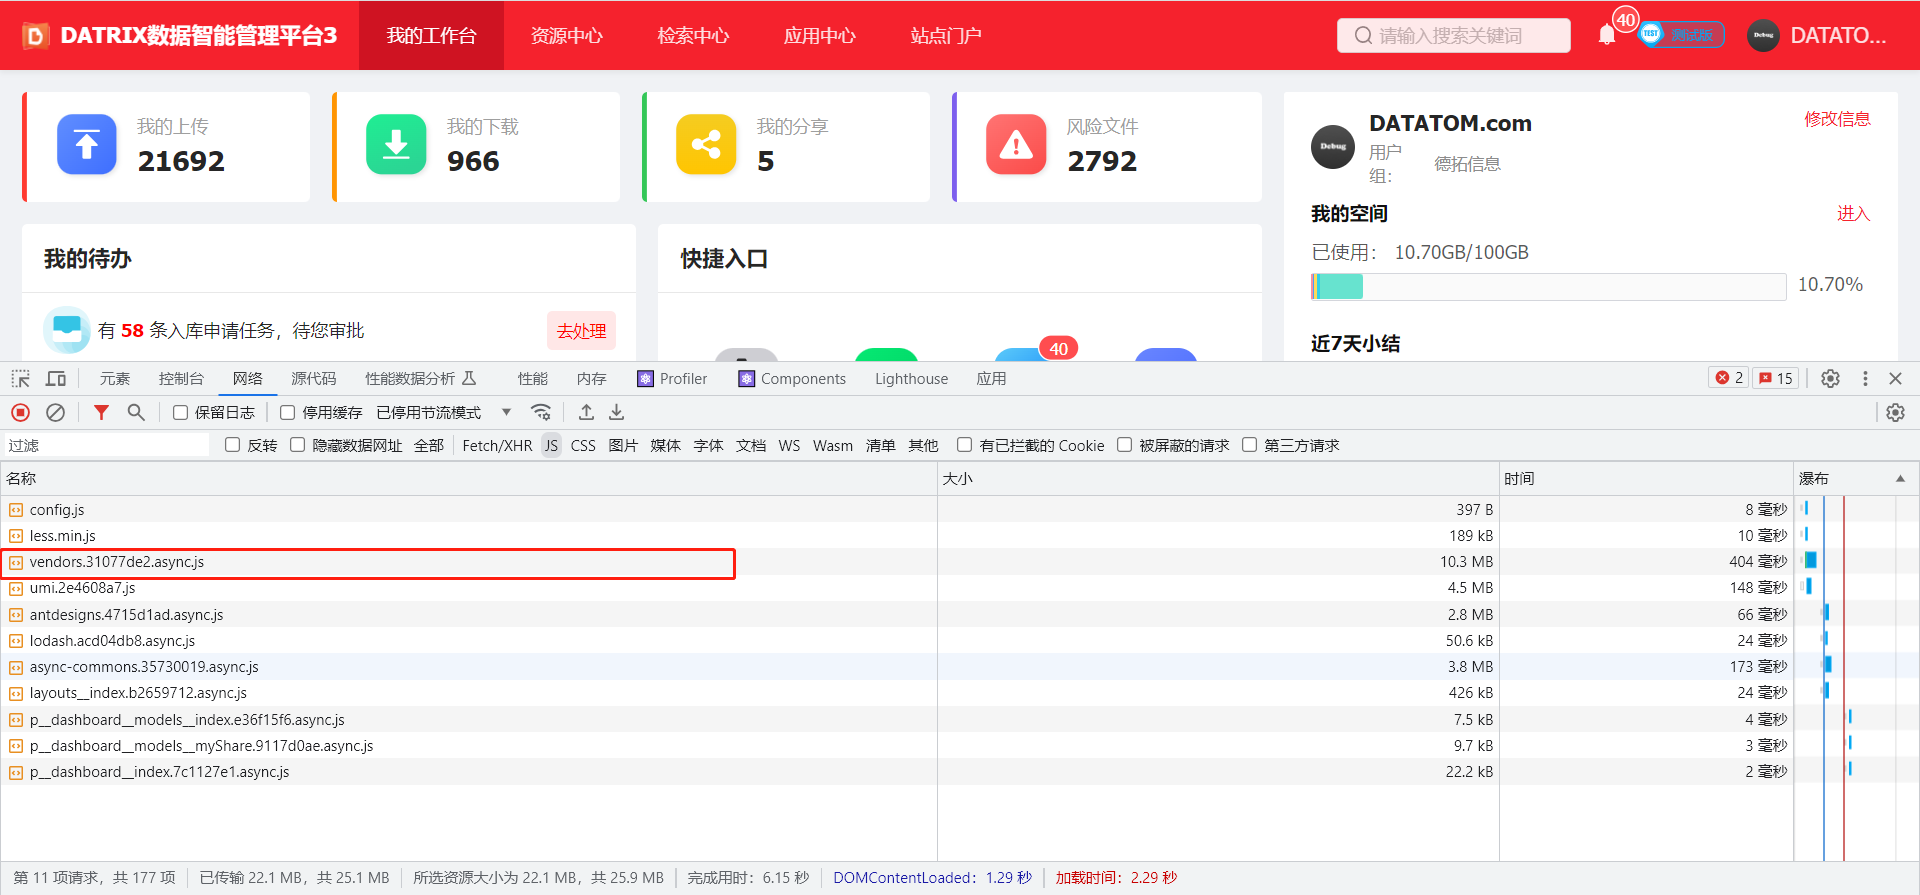 DATRIX数据智能管理平台3 我的工作台 资源中心 检索中心 应用中心 站点门户 请输入搜索关键词 40 TEST 测试版 Debug DATATO...
我的上传
21692
我的下载
966
我的分享
5
风险文件
2792
Debug
DATATOM.com
修改信息
用户组:
德拓信息
我的空间
进入
已使用: 10.70GB/100GB
10.70%
近7天小结
我的待办
有 58 条入库申请任务，待您审批
去处理
快捷入口
40
元素 控制台 网络 源代码 性能数据分析 性能 内存 Profiler Components Lighthouse 应用 2 15
保留日志 停用缓存 已停用节流模式
过滤 反转 隐藏数据网址 全部 Fetch/XHR JS CSS 图片 媒体 字体 文档 WS Wasm 清单 其他 有已拦截的 Cookie 被屏蔽的请求 第三方请求
名称 大小 时间 瀑布
config.js 397 B 8 毫秒
less.min.js 189 kB 10 毫秒
vendors.31077de2.async.js 10.3 MB 404 毫秒
umi.2e4608a7.js 4.5 MB 148 毫秒
antdesigns.4715d1ad.async.js 2.8 MB 66 毫秒
lodash.acd04db8.async.js 50.6 kB 24 毫秒
async-commons.35730019.async.js 3.8 MB 173 毫秒
layouts__index.b2659712.async.js 426 kB 24 毫秒
p__dashboard__models__index.e36f15f6.async.js 7.5 kB 4 毫秒
p__dashboard__models__myShare.9117d0ae.async.js 9.7 kB 3 毫秒
p__dashboard__index.7c1127e1.async.js 22.2 kB 2 毫秒
第 11 项请求，共 177 项 已传输 22.1 MB，共 25.1 MB 所选资源大小为 22.1 MB，共 25.9 MB 完成用时：6.15 秒 DOMContentLoaded：1.29 秒 加载时间：2.29 秒